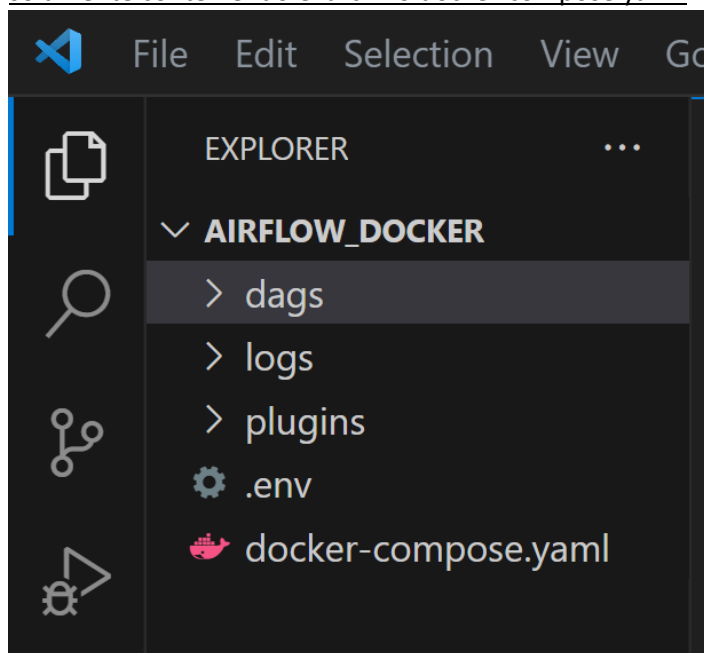 File Edit Selection View Go
EXPLORER ...
AIRFLOW_DOCKER
dags
logs
plugins
.env
docker-compose.yaml